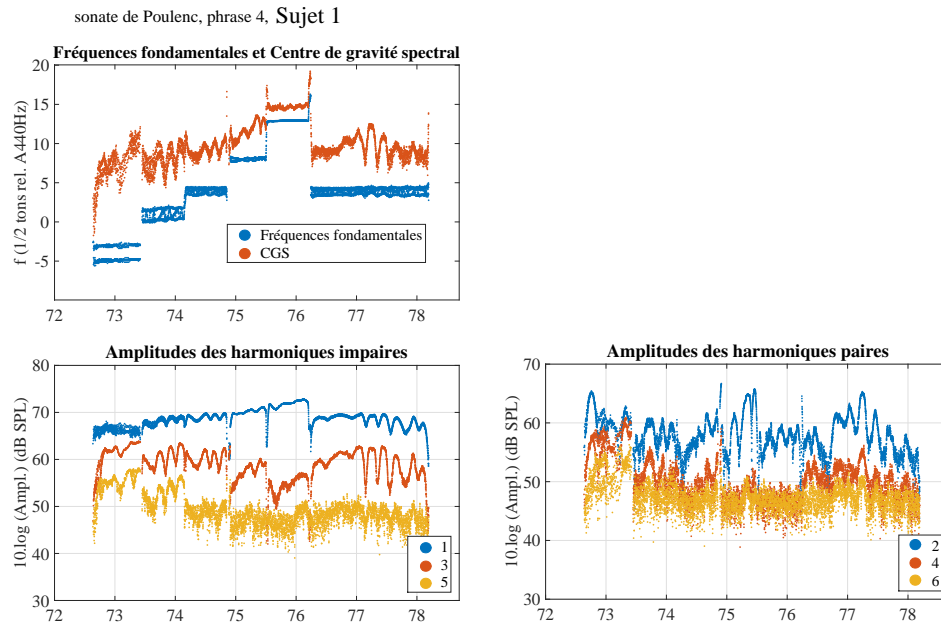 sonate de Poulenc, phrase 4, Sujet 1
Fréquences fondamentales et Centre de gravité spectral
f (1/2 tons rel. A440Hz)
20
15
10
5
0
-5
Fréquences fondamentales
CGS
72 73 74 75 76 77 78
Amplitudes des harmoniques impaires
10.log (Ampl.) (dB SPL)
80
70
60
50
40
30
1
3
5
72 73 74 75 76 77 78
Amplitudes des harmoniques paires
10.log (Ampl.) (dB SPL)
70
60
50
40
30
2
4
6
72 73 74 75 76 77 78